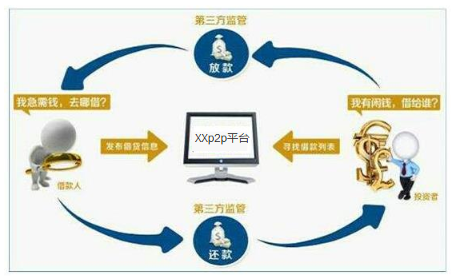 第三方监管
放款
我急需钱，去哪借？
我有闲钱，借给谁？
发布借贷信息
XXp2p平台
寻找借款列表
借款人
投资者
第三方监管
还款